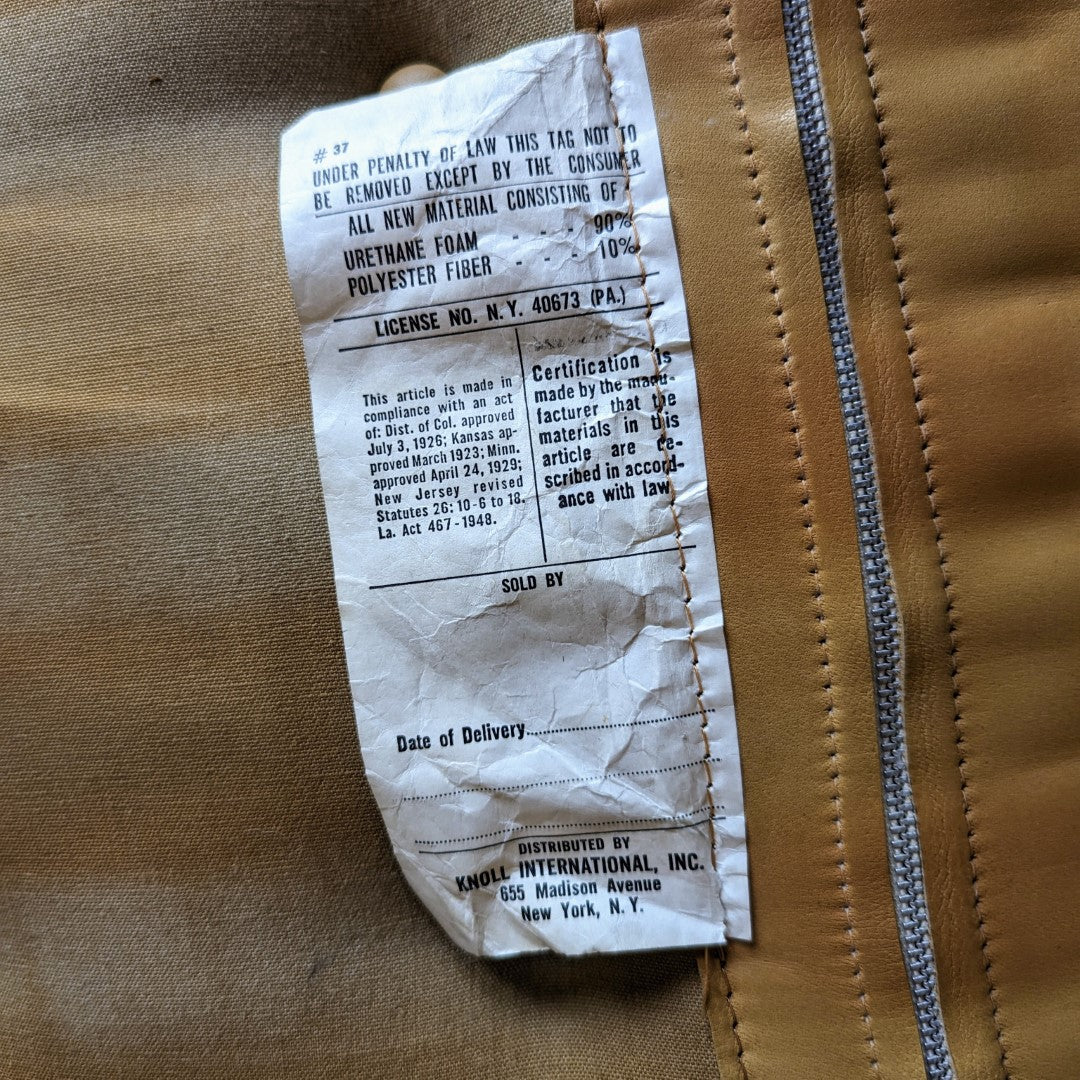 # 37
UNDER PENALTY OF LAW THIS TAG NOT TO
BE REMOVED EXCEPT BY THE CONSUMER
ALL NEW MATERIAL CONSISTING OF
URETHANE FOAM - - - 90%
POLYESTER FIBER - - - 10%
LICENSE NO. N.Y. 40673 (PA.)
This article is made in
compliance with an act
of: Dist. of Col. approved
July 3, 1926; Kansas ap-
proved March 1923; Minn.
approved April 24, 1929;
New Jersey revised
Statutes 26: 10-6 to 18.
La. Act 467-1948.
Certification is
made by the manu-
facturer that the
materials in this
article are de-
scribed in accord-
ance with law
SOLD BY
Date of Delivery
DISTRIBUTED BY
KNOLL INTERNATIONAL, INC.
655 Madison Avenue
New York, N.Y.